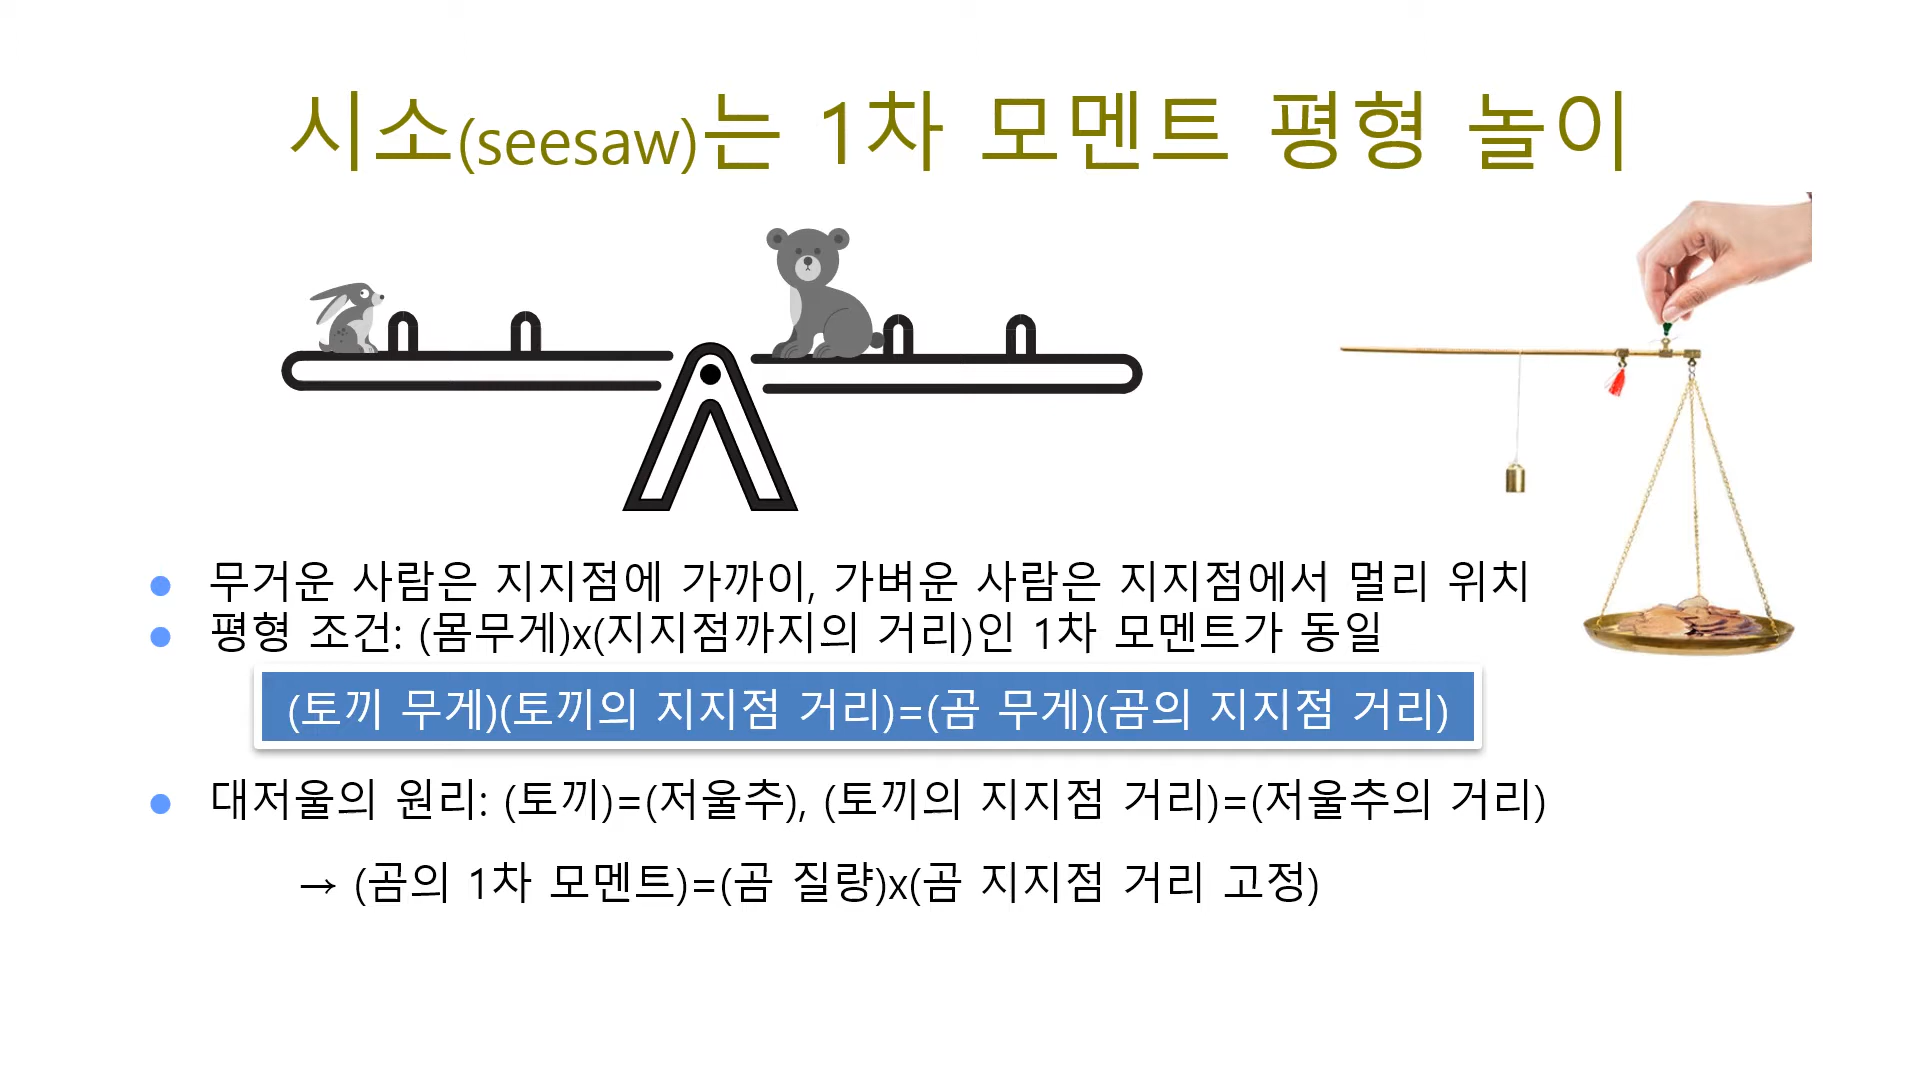 시소(seesaw)는 1차 모멘트 평형 놀이
● 무거운 사람은 지지점에 가까이, 가벼운 사람은 지지점에서 멀리 위치
● 평형 조건: (몸무게)x(지지점까지의 거리)인 1차 모멘트가 동일
(토끼 무게)(토끼의 지지점 거리)=(곰 무게)(곰의 지지점 거리)
● 대저울의 원리: (토끼)=(저울추), (토끼의 지지점 거리)=(저울추의 거리)
→ (곰의 1차 모멘트)=(곰 질량)x(곰 지지점 거리 고정)